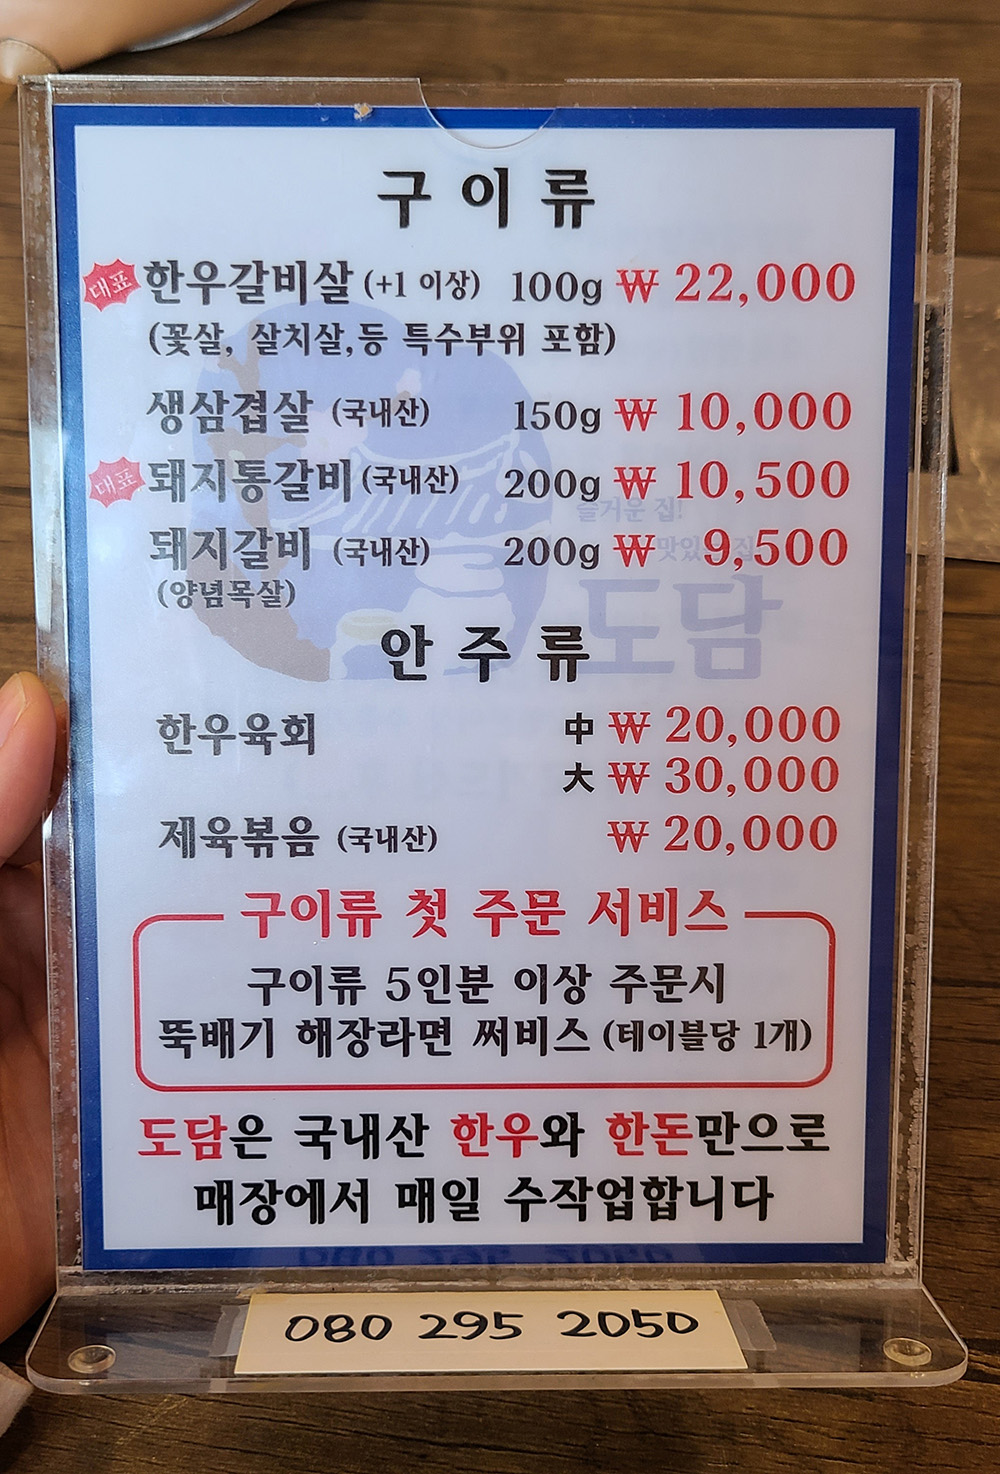 구이류
대표 한우갈비살 (+1 이상) 100g ₩ 22,000
(꽃살, 살치살, 등 특수부위 포함)
생삼겹살 (국내산) 150g ₩ 10,000
대표 돼지통갈비 (국내산) 200g ₩ 10,500
즐거운 집!
돼지갈비 (국내산) 200g ₩ 9,500
맛있는 집
(양념목살)
도담
안주류
한우육회 中 ₩ 20,000
大 ₩ 30,000
제육볶음 (국내산) ₩ 20,000
구이류 첫 주문 서비스
구이류 5인분 이상 주문시
뚝배기 해장라면 써비스 (테이블당 1개)
도담은 국내산 한우와 한돈만으로
매장에서 매일 수작업합니다
080 295 2050